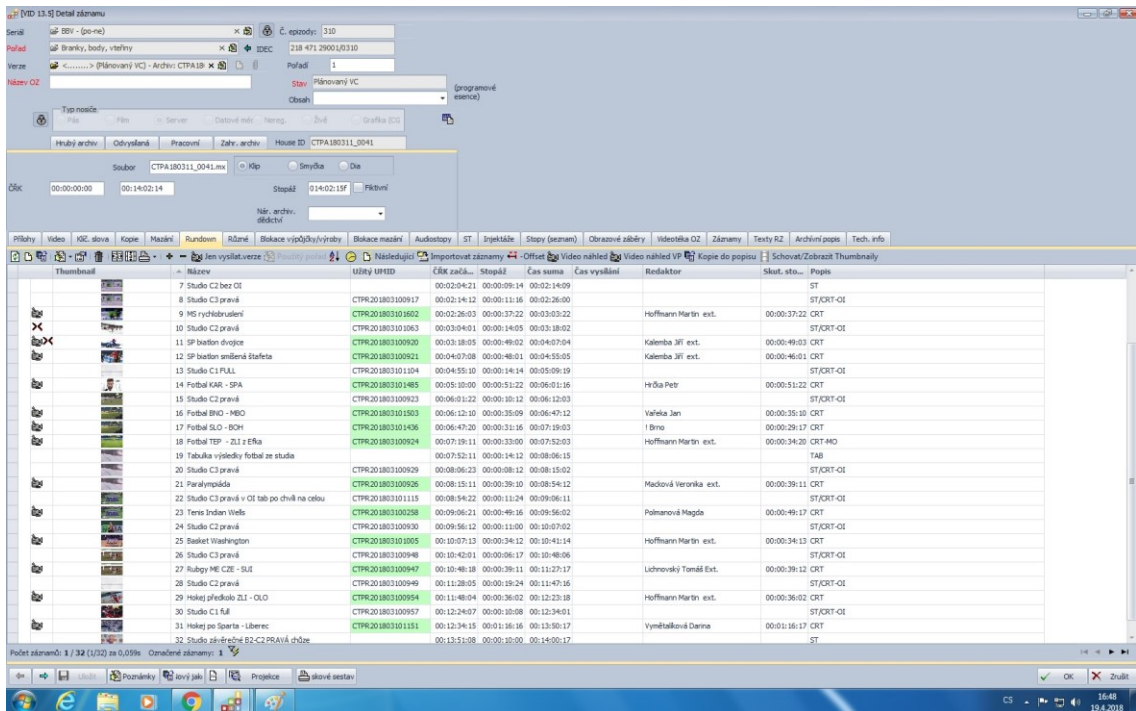 [VID 13.5] Detail záznamu
Seriál BBV - (po-ne) Č. epizody: 310
Pořad Branky, body, vteřiny IDEC 218 471 29001/0310
Verze <........> (Plánovaný VC) - Archiv: CTPA18 Pořadí 1
Název OZ Stav Plánovaný VC
Obsah (programové esence)
Typ nosiče
Pás Film Server Datové méc Nereg. Živě Grafika (CG
Hrubý archiv Odvysílaná Pracovní Zahr. archiv House ID CTPA180311_0041
Soubor CTPA180311_0041.mx Klip Smyčka Dia
ČŘK 00:00:00:00 00:14:02:14 Stopáž 014:02:15F Fiktivní
Nár. archiv. dědictví
Přílohy Video Klíč. slova Kopie Mazání Rundown Různé Blokace výpůjčky/výroby Blokace mazání Audiostopy ST Injektáže Stopy (seznam) Obrazové záběry Videotéka OZ Záznamy Texty RZ Archivní popis Tech. info
Jen vysílat.verze Použitý pořad Následující Importovat záznamy -Offset Video náhled Video náhled VP Kopie do popisu Schovat/Zobrazit Thumbnaily
Thumbnail Název Užitý UMID ČŘK začá... Stopáž Čas suma Čas vysílání Redaktor Skut. sto... Popis
7 Studio C2 bez OI 00:02:04:21 00:00:09:14 00:02:14:09 ST
8 Studio C3 pravá CTPR201803100917 00:02:14:12 00:00:11:16 00:02:26:00 ST/CRT-OI
9 MS rychlobruslení CTPR201803101602 00:02:26:03 00:00:37:22 00:03:03:22 Hoffmann Martin ext. 00:00:37:22 CRT
10 Studio C2 pravá CTPR201803101063 00:03:04:01 00:00:14:05 00:03:18:02 ST/CRT-OI
11 SP biatlon dvojice CTPR201803100920 00:03:18:05 00:00:49:02 00:04:07:04 Kalemba Jiří ext. 00:00:49:03 CRT
12 SP biatlon smíšená štafeta CTPR201803100921 00:04:07:08 00:00:48:01 00:04:55:05 Kalemba Jiří ext. 00:00:46:01 CRT
13 Studio C1 FULL CTPR201803101104 00:04:55:10 00:00:14:14 00:05:09:19 ST/CRT-OI
14 Fotbal KAR - SPA CTPR201803101485 00:05:10:00 00:00:51:22 00:06:01:16 Hrčka Petr 00:00:51:22 CRT
15 Studio C2 pravá CTPR201803100923 00:06:01:22 00:00:10:12 00:06:12:03 ST/CRT-OI
16 Fotbal BNO - MBO CTPR201803101503 00:06:12:10 00:00:35:09 00:06:47:12 Vařeka Jan 00:00:35:10 CRT
17 Fotbal SLO - BOH CTPR201803101436 00:06:47:20 00:00:31:16 00:07:19:03 ! Brno 00:00:29:17 CRT
18 Fotbal TEP - ZLI z Efka CTPR201803100924 00:07:19:11 00:00:33:00 00:07:52:03 Hoffmann Martin ext. 00:00:34:20 CRT-MO
19 Tabulka výsledky fotbal ze studia 00:07:52:11 00:00:14:12 00:08:06:15 TAB
20 Studio C3 pravá CTPR201803100929 00:08:06:23 00:00:08:12 00:08:15:02 ST/CRT-OI
21 Paralympiáda CTPR201803100926 00:08:15:11 00:00:39:10 00:08:54:12 Macková Veronika ext. 00:00:39:11 CRT
22 Studio C3 pravá v OI tab po chvíli na celou CTPR201803101115 00:08:54:22 00:00:11:24 00:09:06:11 ST/CRT-OI
23 Tenis Indian Wells CTPR201803100258 00:09:06:21 00:00:49:16 00:09:56:02 Polmanová Magda 00:00:49:17 CRT
24 Studio C2 pravá CTPR201803100930 00:09:56:12 00:00:11:00 00:10:07:02 ST/CRT-OI
25 Basket Washington CTPR201803101005 00:10:07:13 00:00:34:12 00:10:41:14 Hoffmann Martin ext. 00:00:34:13 CRT
26 Studio C3 pravá CTPR201803100948 00:10:42:01 00:00:06:17 00:10:48:06 ST/CRT-OI
27 Rubgy ME CZE - SUI CTPR201803100947 00:10:48:18 00:00:39:11 00:11:27:17 Lichnovský Tomáš Ext. 00:00:39:12 CRT
28 Studio C2 pravá CTPR201803100949 00:11:28:05 00:00:19:24 00:11:47:16 ST/CRT-OI
29 Hokej předkolo ZLI - OLO CTPR201803100954 00:11:48:04 00:00:36:02 00:12:23:18 Hoffmann Martin ext. 00:00:36:02 CRT
30 Studio C1 full CTPR201803100957 00:12:24:07 00:00:10:08 00:12:34:01 ST/CRT-OI
31 Hokej po Sparta - Liberec CTPR201803101151 00:12:34:15 00:01:16:16 00:13:50:17 Vymětalíková Darina 00:01:16:17 CRT
32 Studio závěrečné B2-C2 PRAVÁ chůze 00:13:51:08 00:00:10:00 00:14:00:17 ST
Počet záznamů: 1 / 32 (1/32) za 0,059s Označené záznamy: 1
Uložit Poznámky Nový jako Projekce Tiskové sestav OK Zrušit
CS 16:48
19.4.2018